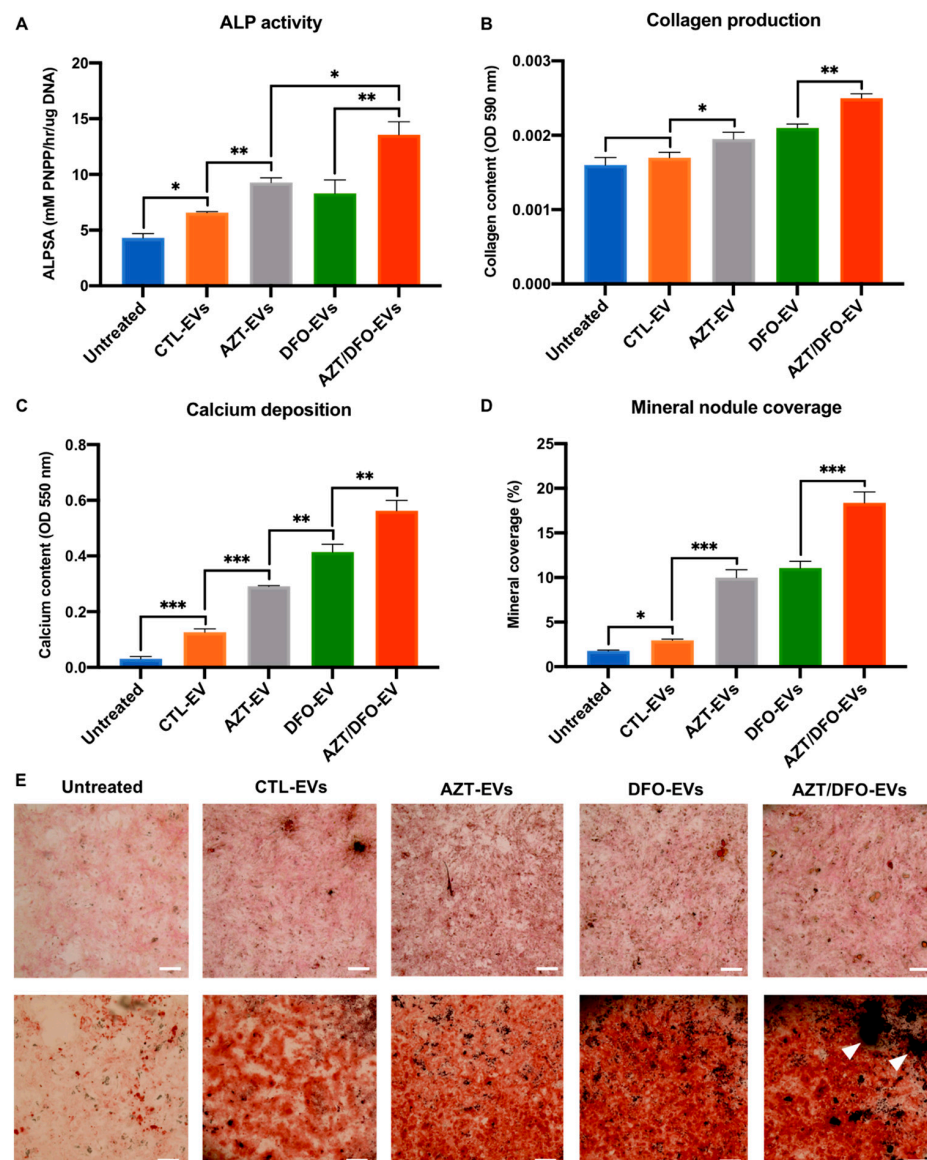 A
ALP activity
ALPSA (mM PNPP/hr/ug DNA)
20
15
10
5
0
*
**
*
**
Untreated
CTL-EVs
AZT-EVs
DFO-EVs
AZT/DFO-EVs
B
Collagen production
Collagen content (OD 590 nm)
0.003
0.002
0.001
0.000
*
**
Untreated
CTL-EV
AZT-EV
DFO-EV
AZT/DFO-EV
C
Calcium deposition
Calcium content (OD 550 nm)
0.8
0.6
0.4
0.2
0.0
***
***
**
**
Untreated
CTL-EV
AZT-EV
DFO-EV
AZT/DFO-EV
D
Mineral nodule coverage
Mineral coverage (%)
25
20
15
10
5
0
*
***
***
Untreated
CTL-EVs
AZT-EVs
DFO-EVs
AZT/DFO-EVs
E
Untreated CTL-EVs AZT-EVs DFO-EVs AZT/DFO-EVs